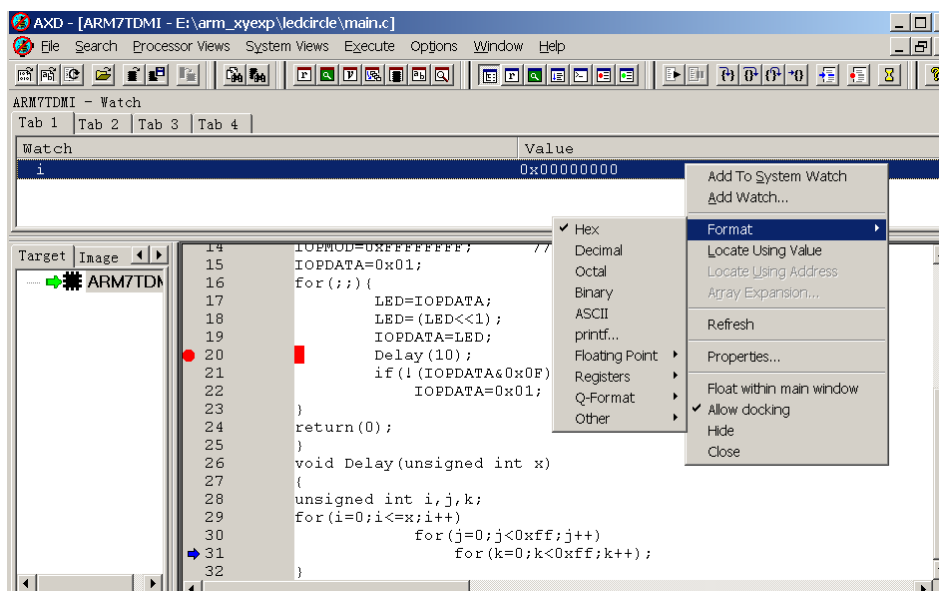 AXD - [ARM7TDMI - E:\arm_xyexp\ledcircle\main.c]
File Search Processor Views System Views Execute Options Window Help
ARM7TDMI - Watch
Tab 1 Tab 2 Tab 3 Tab 4
Watch Value
i 0x00000000
Add To System Watch
Add Watch...
Format
Locate Using Value
Locate Using Address
Array Expansion...
Refresh
Properties...
Float within main window
Allow docking
Hide
Close
Hex
Decimal
Octal
Binary
ASCII
printf...
Floating Point
Registers
Q-Format
Other
Target Image
ARM7TDM
14 IOPMOD=0xFFFFFFFF; //
15 IOPDATA=0x01;
16 for(;;){
17 LED=IOPDATA;
18 LED=(LED<<1);
19 IOPDATA=LED;
20 Delay(10);
21 if(!(IOPDATA&0x0F)
22 IOPDATA=0x01;
23 }
24 return(0);
25 }
26 void Delay(unsigned int x)
27 {
28 unsigned int i,j,k;
29 for(i=0;i<=x;i++)
30 for(j=0;j<0xff;j++)
31 for(k=0;k<0xff;k++);
32 }